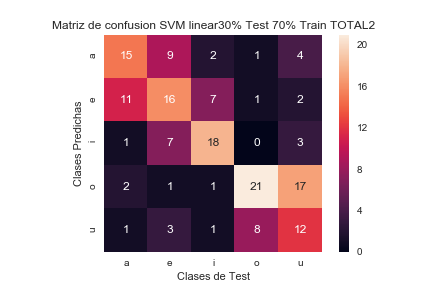 Matriz de confusion SVM linear30% Test 70% Train TOTAL2
Clases Predichas
a 15 9 2 1 4
e 11 16 7 1 2
i 1 7 18 0 3
o 2 1 1 21 17
u 1 3 1 8 12
a e i o u
Clases de Test
20
16
12
8
4
0